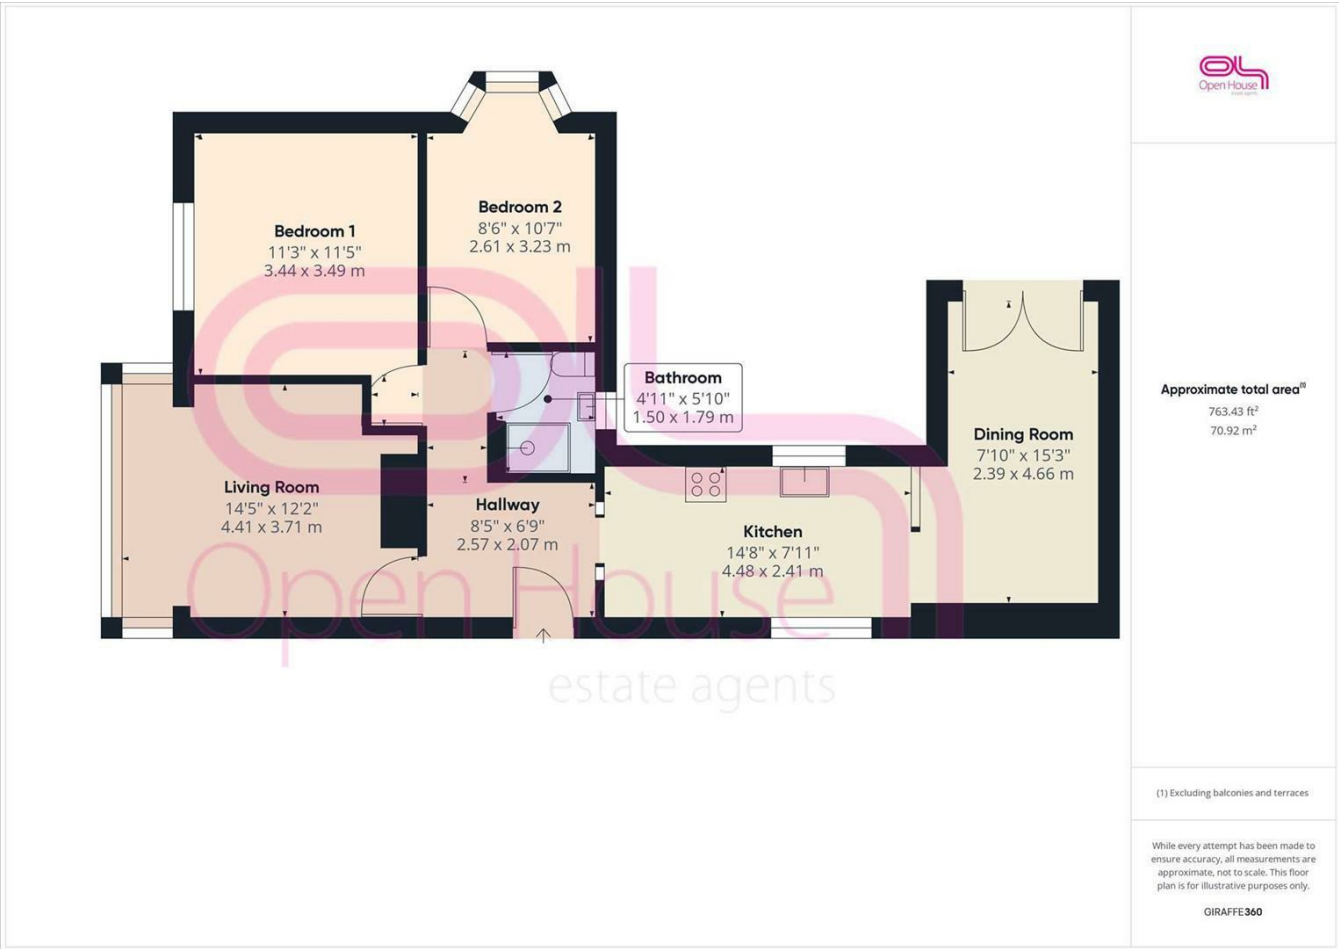 Open House
estate agents
Bedroom 1
11'3" x 11'5"
3.44 x 3.49 m
Bedroom 2
8'6" x 10'7"
2.61 x 3.23 m
Bathroom
4'11" x 5'10"
1.50 x 1.79 m
Living Room
14'5" x 12'2"
4.41 x 3.71 m
Hallway
8'5" x 6'9"
2.57 x 2.07 m
Kitchen
14'8" x 7'11"
4.48 x 2.41 m
Dining Room
7'10" x 15'3"
2.39 x 4.66 m
Open House
estate agents
Approximate total area⁽¹⁾
763.43 ft²
70.92 m²
(1) Excluding balconies and terraces
While every attempt has been made to
ensure accuracy, all measurements are
approximate, not to scale. This floor
plan is for illustrative purposes only.
GIRAFFE360